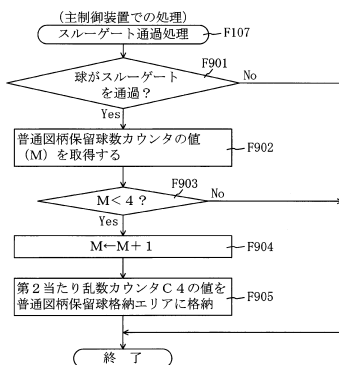 (主制御装置での処理)
スルーゲート通過処理
F107
F901
球がスルーゲート
を通過？
No
Yes
普通図柄保留球数カウンタの値
(M)を取得する
F902
F903
M<4？
No
Yes
M←M+1
F904
第2当たり乱数カウンタC4の値を
普通図柄保留球格納エリアに格納
F905
終 了